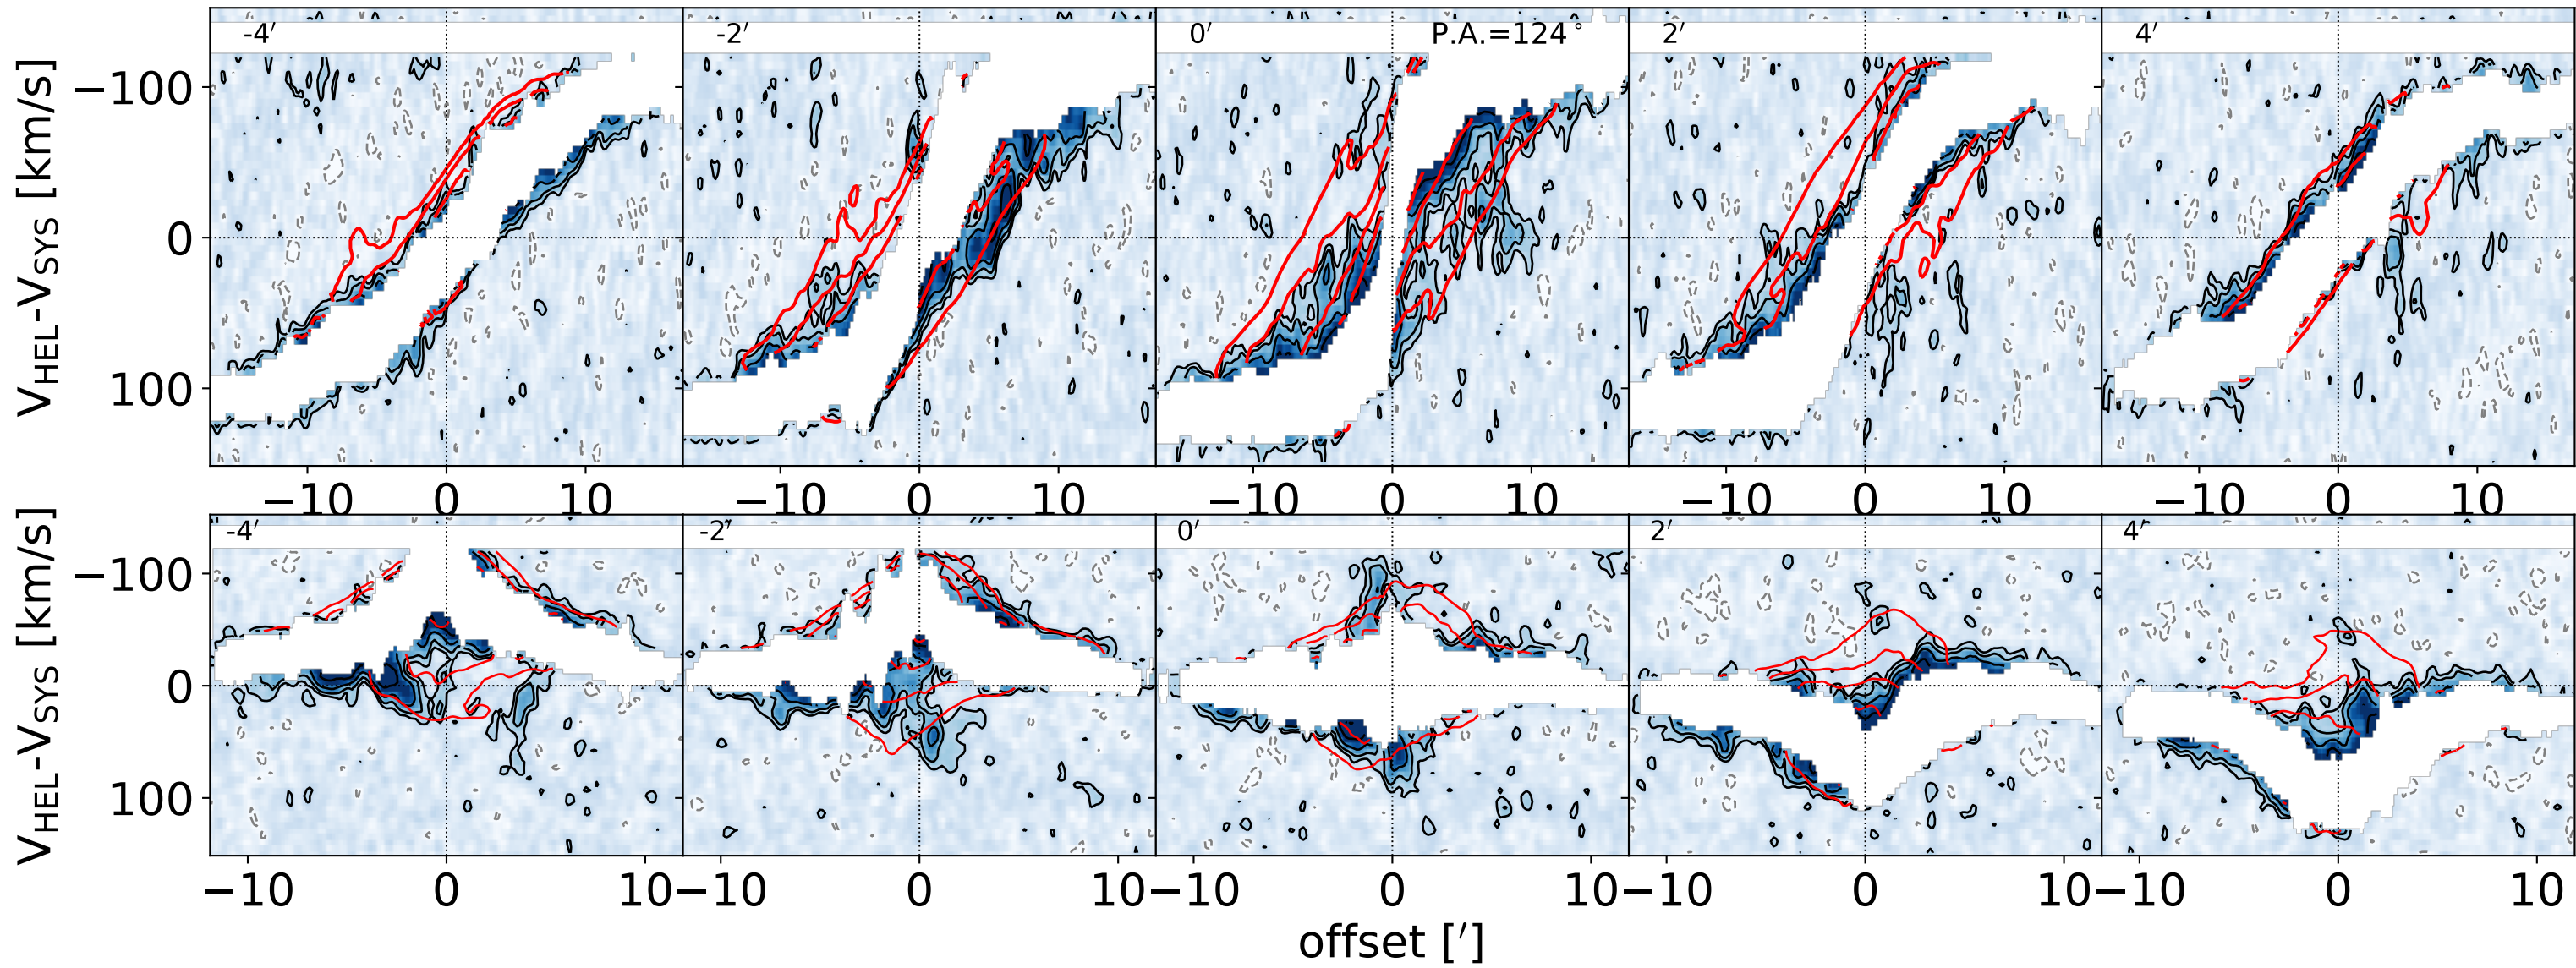 -4′ -2′ 0′ P.A.=124° 2′ 4′
V_HEL-V_SYS [km/s]
−100
0
100
−10 0 10 −10 0 10 −10 0 10 −10 0 10 −10 0 10
-4′ -2′ 0′ 2′ 4′
V_HEL-V_SYS [km/s]
−100
0
100
−10 0 10 −10 0 10 −10 0 10 −10 0 10 −10 0 10
offset [′]